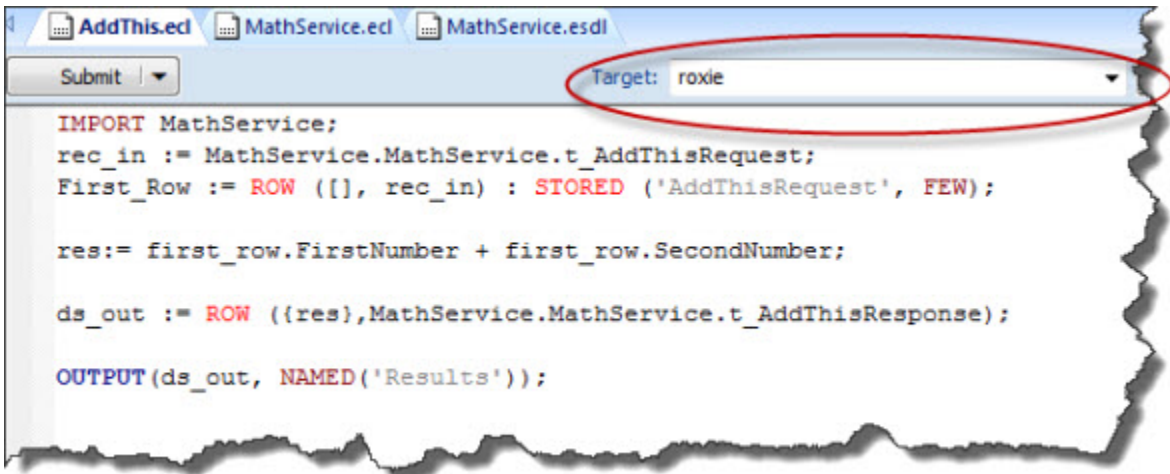 AddThis.ecl MathService.ecl MathService.esdl
Submit Target: roxie
IMPORT MathService;
rec_in := MathService.MathService.t_AddThisRequest;
First_Row := ROW ([], rec_in) : STORED ('AddThisRequest', FEW);
res:= first_row.FirstNumber + first_row.SecondNumber;
ds_out := ROW ({res},MathService.MathService.t_AddThisResponse);
OUTPUT(ds_out, NAMED('Results'));